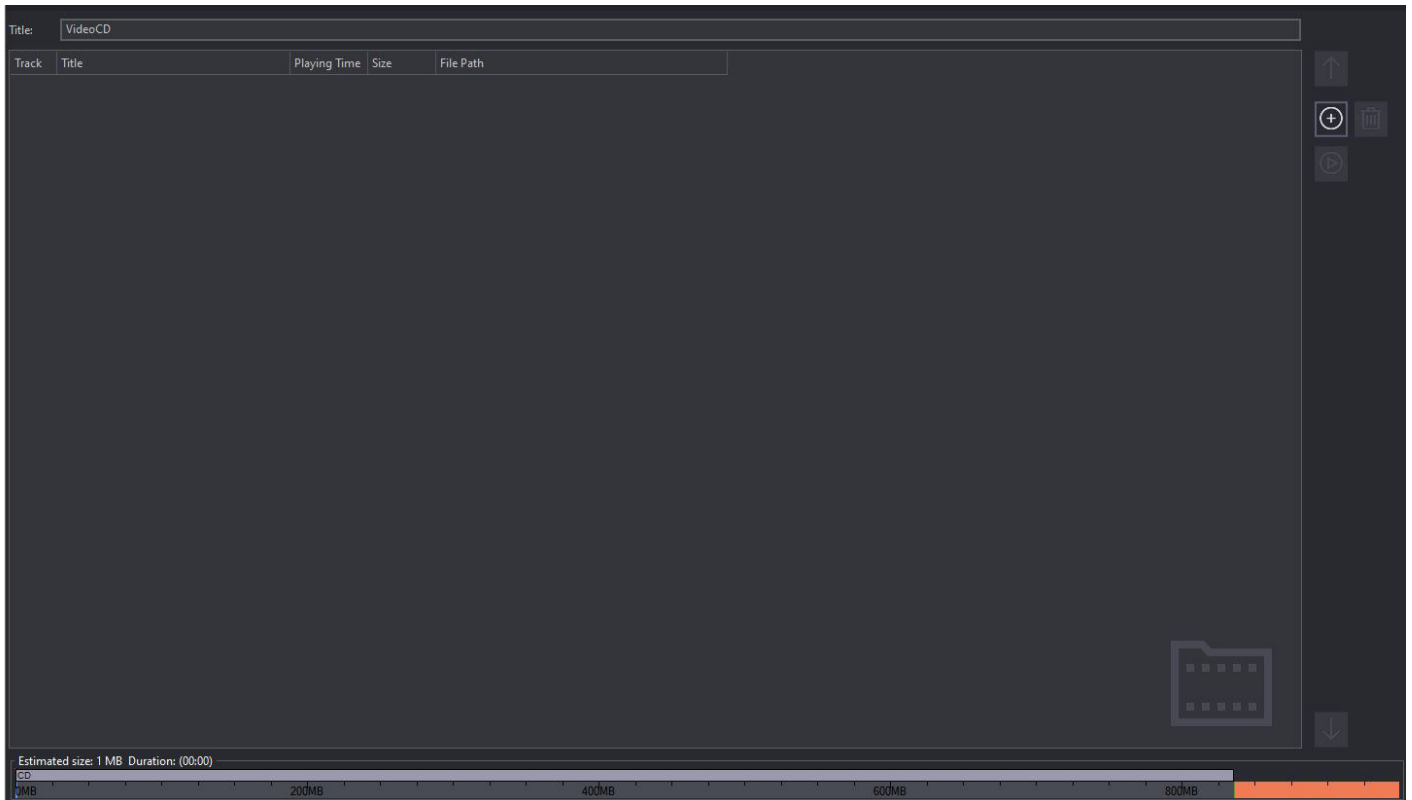 Title: VideoCD
Track Title Playing Time Size File Path
Estimated size: 1 MB Duration: (00:00)
CD
0MB 200MB 400MB 600MB 800MB